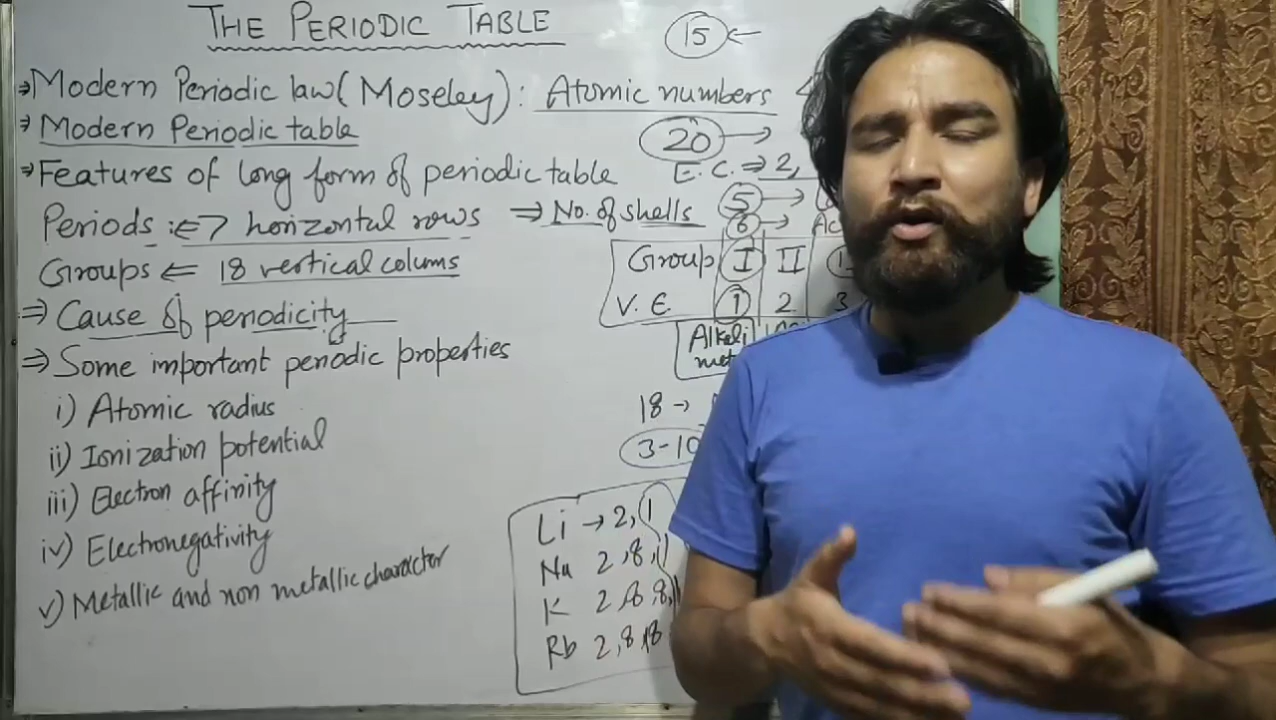 THE PERIODIC TABLE
15 ←
→ Modern Periodic law (Moseley): Atomic numbers
→ Modern Periodic table
20 →
→ Features of long form of periodic table
E.C. ⇒ 2,
5 →
Periods :⇐ 7 horizontal rows ⇒ No. of shells
6 →
Groups ⇐ 18 vertical colums
Group I II
V.E. 1 2 3
⇒ Cause of periodicity
Alkeli
⇒ Some important periodic properties
i) Atomic radius
18 →
ii) Ionization potential
3-10
iii) Electron affinity
Li → 2,1
iv) Electronegativity
Na 2,8,1
v) Metallic and non metallic character
K 2,8,8,1
Rb 2,8,18